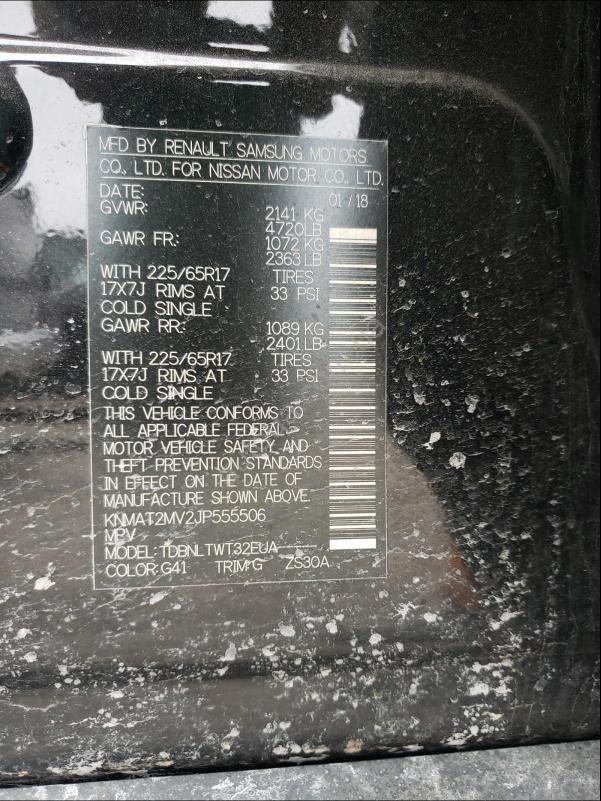 MFD BY RENAULT SAMSUNG MOTORS
CO., LTD. FOR NISSAN MOTOR CO., LTD.
DATE: 01/18
GVWR: 2141 KG
4720LB
GAWR FR: 1072 KG
2363 LB
WITH 225/65R17 TIRES
17X7J RIMS AT 33 PSI
COLD SINGLE
GAWR RR: 1089 KG
2401 LB
WITH 225/65R17 TIRES
17X7J RIMS AT 33 PSI
COLD SINGLE
THIS VEHICLE CONFORMS TO
ALL APPLICABLE FEDERAL
MOTOR VEHICLE SAFETY AND
THEFT PREVENTION STANDARDS
IN EFFECT ON THE DATE OF
MANUFACTURE SHOWN ABOVE.
KNMAT2MV2JP555506
MPV
MODEL: TDBNLTWT32EUA
COLOR: G41 TRIM: G ZS30A